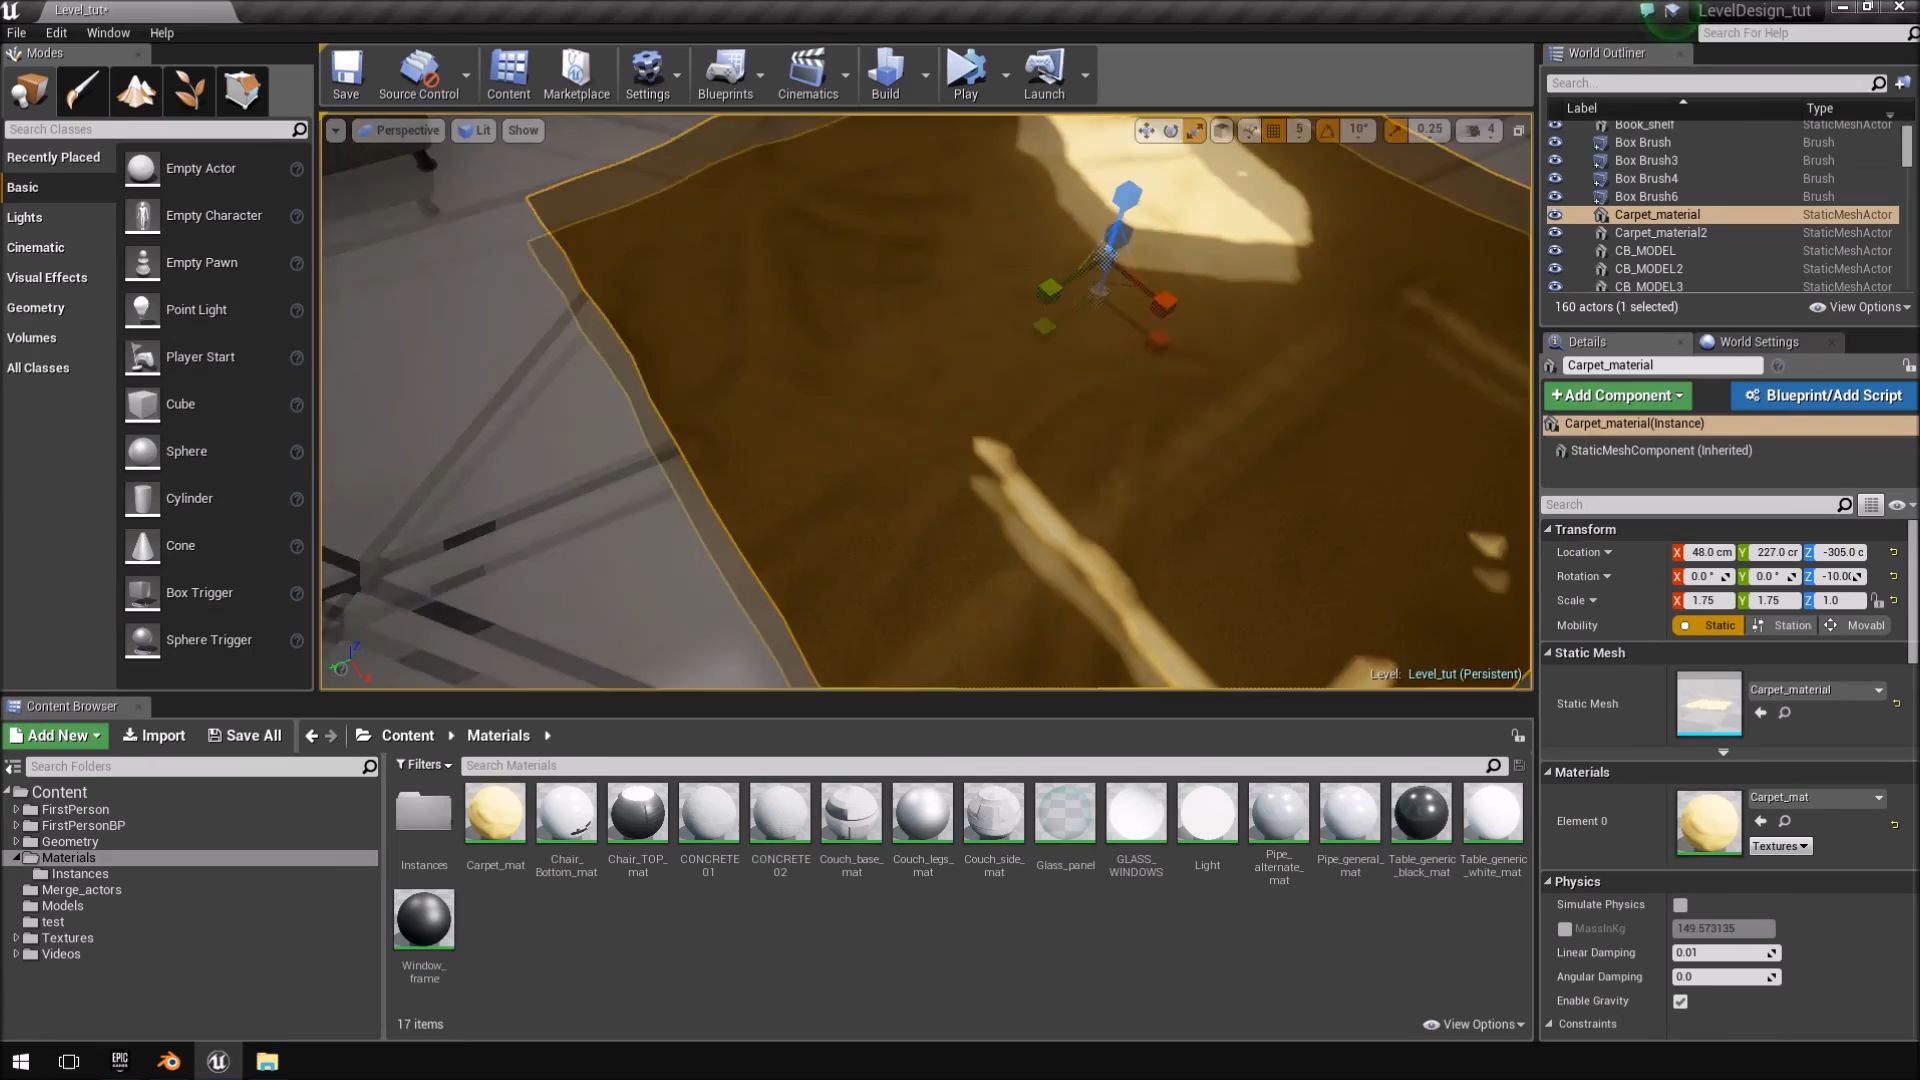 Level_tut*
LevelDesign_tut
File Edit Window Help
Search For Help
Modes
Search Classes
Recently Placed
Basic
Lights
Cinematic
Visual Effects
Geometry
Volumes
All Classes
Empty Actor
Empty Character
Empty Pawn
Point Light
Player Start
Cube
Sphere
Cylinder
Cone
Box Trigger
Sphere Trigger
Save Source Control Content Marketplace Settings Blueprints Cinematics Build Play Launch
Perspective Lit Show
5 10° 0.25 4
Level: Level_tut (Persistent)
World Outliner
Search...
Label Type
Book_shelf StaticMeshActor
Box Brush Brush
Box Brush3 Brush
Box Brush4 Brush
Box Brush6 Brush
Carpet_material StaticMeshActor
Carpet_material2 StaticMeshActor
CB_MODEL StaticMeshActor
CB_MODEL2 StaticMeshActor
CB_MODEL3 StaticMeshActor
160 actors (1 selected) View Options
Details World Settings
Carpet_material
+Add Component Blueprint/Add Script
Carpet_material(Instance)
StaticMeshComponent (Inherited)
Search
Transform
Location X 48.0 cm Y 227.0 cr Z -305.0 c
Rotation X 0.0 ° Y 0.0 ° Z -10.0(
Scale X 1.75 Y 1.75 Z 1.0
Mobility Static Station Movabl
Static Mesh
Static Mesh Carpet_material
Materials
Element 0 Carpet_mat
Textures
Physics
Simulate Physics
MassInKg 149.573135
Linear Damping 0.01
Angular Damping 0.0
Enable Gravity
Constraints
Content Browser
Add New Import Save All Content Materials
Search Folders
Filters Search Materials
Content
FirstPerson
FirstPersonBP
Geometry
Materials
Instances
Merge_actors
Models
test
Textures
Videos
Instances
Carpet_mat
Chair_
Bottom_mat
Chair_TOP_
mat
CONCRETE
01
CONCRETE
02
Couch_base_
mat
Couch_legs_
mat
Couch_side_
mat
Glass_panel
GLASS_
WINDOWS
Light
Pipe_
alternate_
mat
Pipe_general_
mat
Table_generic
_black_mat
Table_generic
_white_mat
Window_
frame
17 items View Options
EPIC
GAMES